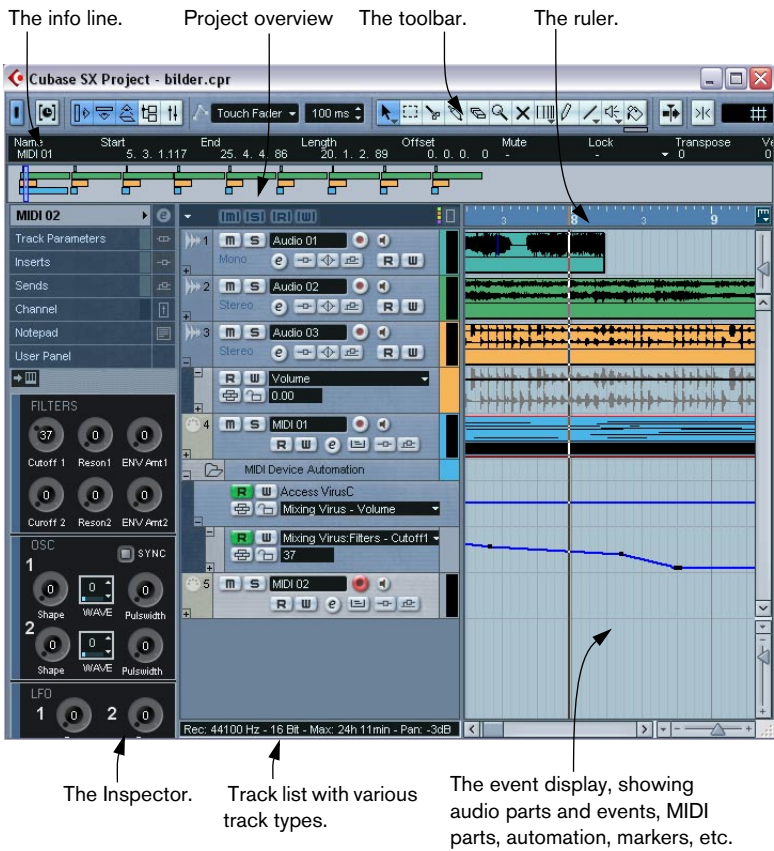 The info line. Project overview The toolbar. The ruler.
Cubase SX Project - bilder.cpr
Touch Fader 100 ms
Name Start End Length Offset Mute Lock Transpose Ve
MIDI 01 5. 3. 1.117 25. 4. 4. 86 20. 1. 2. 89 0. 0. 0. 0 - - 0
MIDI 02 e [m] [S] [R] [W] 3 8 3 9
Track Parameters
Inserts
Sends
Channel
Notepad
User Panel
1 m S Audio 01
Mono e R W
2 m S Audio 02
Stereo e R W
3 m S Audio 03
Stereo e R W
R W Volume
0.00
4 m S MIDI 01
R W e
MIDI Device Automation
R W Access VirusC
Mixing Virus - Volume
R W Mixing Virus:Filters - Cutoff1
37
5 m S MIDI 02
R W e
FILTERS
37 0 0
Cutoff 1 Reson1 ENV Amt1
0 0 0
Curoff 2 Reson2 ENV Amt2
OSC SYNC
1
0 0 0
Shape WAVE Pulswidth
2
0 0 0
Shape WAVE Pulswidth
LFO
1 0 2 0
Rec: 44100 Hz - 16 Bit - Max: 24h 11min - Pan: -3dB
The Inspector.
Track list with various
track types.
The event display, showing
audio parts and events, MIDI
parts, automation, markers, etc.